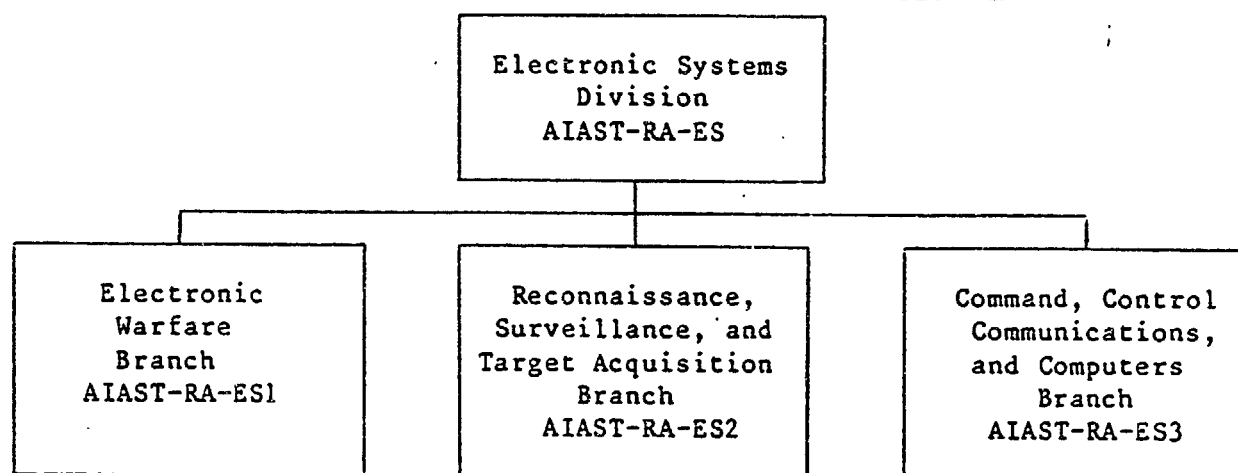 Electronic Systems
Division
AIAST-RA-ES
Electronic
Warfare
Branch
AIAST-RA-ES1
Reconnaissance,
Surveillance, and
Target Acquisition
Branch
AIAST-RA-ES2
Command, Control
Communications,
and Computers
Branch
AIAST-RA-ES3